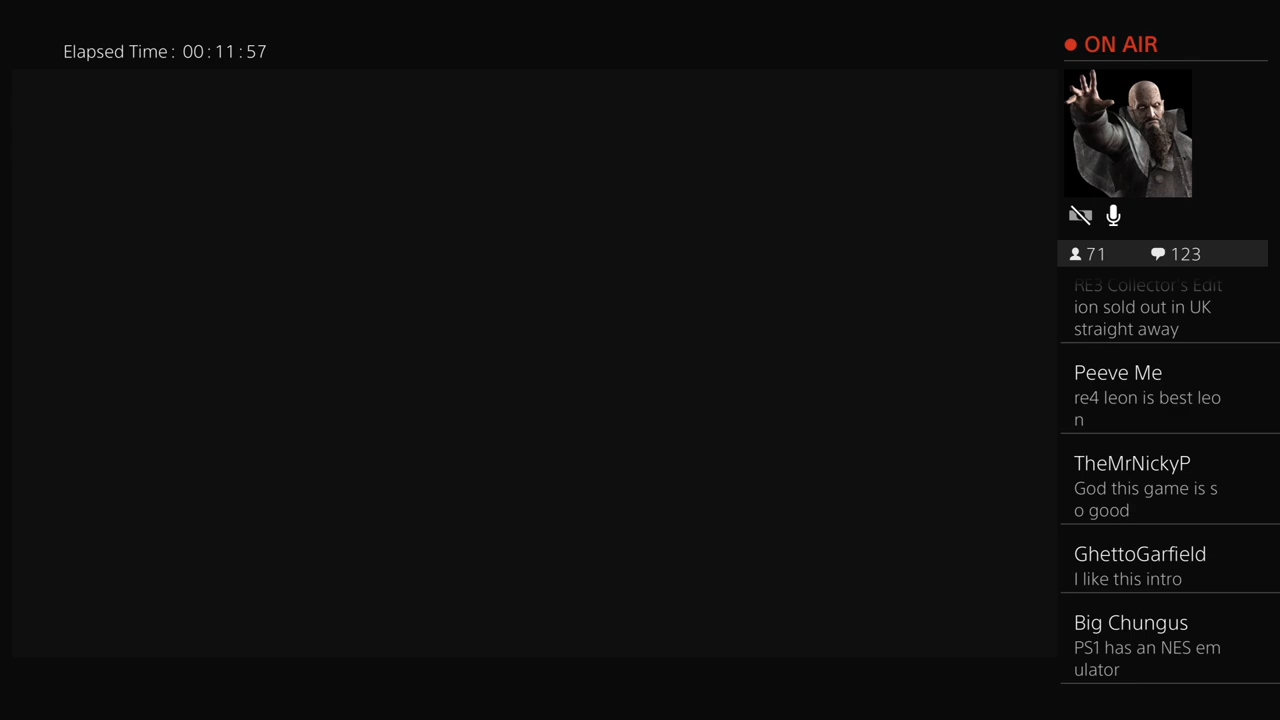 Elapsed Time : 00 : 11 : 57
ON AIR
71 123
RE3 Collector's Edit
ion sold out in UK
straight away
Peeve Me
re4 leon is best leo
n
TheMrNickyP
God this game is s
o good
GhettoGarfield
I like this intro
Big Chungus
PS1 has an NES em
ulator